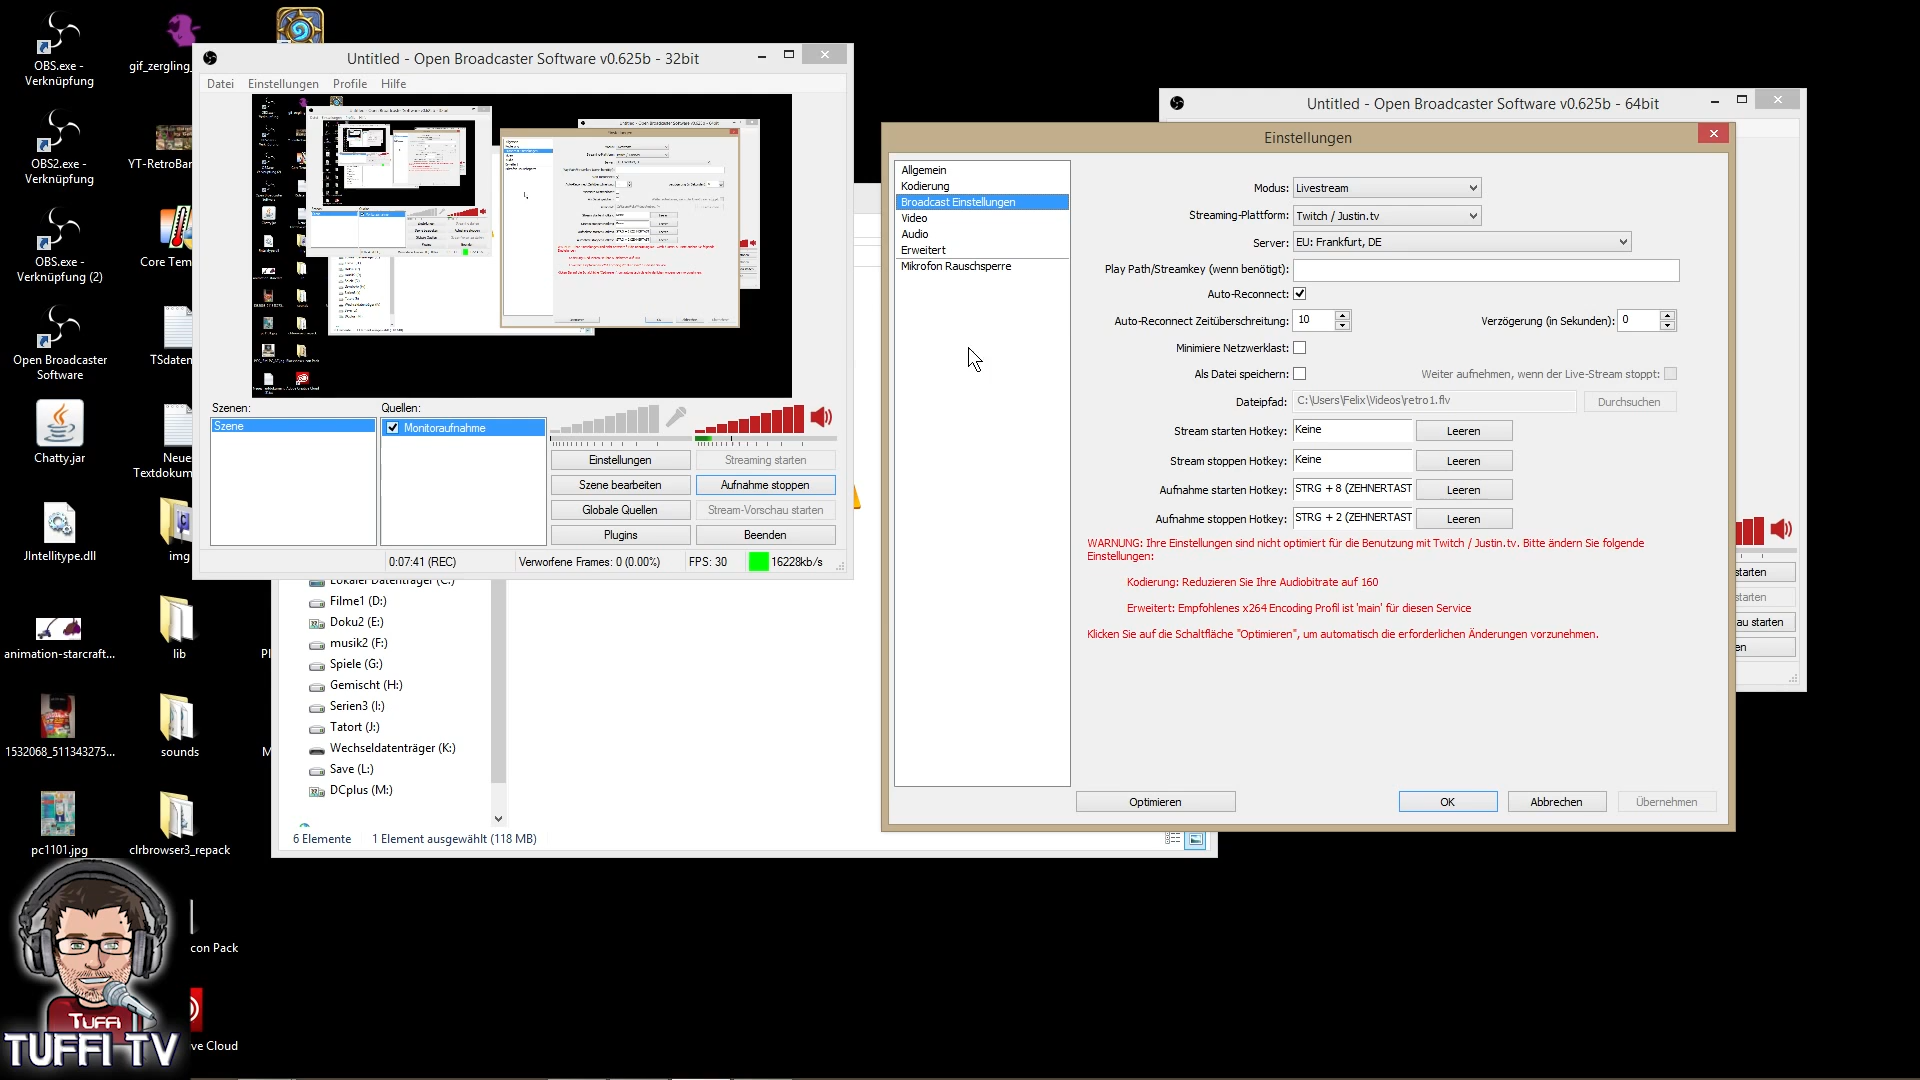 OBS.exe -
Verknüpfung
gif_zergling_
OBS2.exe -
Verknüpfung
YT-RetroBar
OBS.exe -
Verknüpfung (2)
Core Tem
Open Broadcaster
Software
TSdaten
Chatty.jar
Neue
Textdokum
JIntellitype.dll
img
animation-starcraft...
lib
1532068_511343275...
sounds
pc1101.jpg
clrbrowser3_repack
con Pack
ve Cloud
TUFFI
TUFFI TV
Untitled - Open Broadcaster Software v0.625b - 32bit
Datei
Einstellungen
Profile
Hilfe
Szenen:
Quellen:
Szene
Monitoraufnahme
Einstellungen
Streaming starten
Szene bearbeiten
Aufnahme stoppen
Globale Quellen
Stream-Vorschau starten
Plugins
Beenden
0:07:41 (REC)
Verworfene Frames: 0 (0.00%)
FPS: 30
16228kb/s
Lokaler Datenträger (C:)
Filme1 (D:)
Doku2 (E:)
musik2 (F:)
Spiele (G:)
Gemischt (H:)
Serien3 (I:)
Tatort (J:)
Wechseldatenträger (K:)
Save (L:)
DCplus (M:)
6 Elemente
1 Element ausgewählt (118 MB)
Untitled - Open Broadcaster Software v0.625b - 64bit
starten
starten
au starten
en
Einstellungen
Allgemein
Kodierung
Broadcast Einstellungen
Video
Audio
Erweitert
Mikrofon Rauschsperre
Modus: Livestream
Streaming-Plattform: Twitch / Justin.tv
Server: EU: Frankfurt, DE
Play Path/Streamkey (wenn benötigt):
Auto-Reconnect:
Auto-Reconnect Zeitüberschreitung: 10
Verzögerung (in Sekunden): 0
Minimiere Netzwerklast:
Als Datei speichern:
Weiter aufnehmen, wenn der Live-Stream stoppt:
Dateipfad: C:\Users\Felix\Videos\retro1.flv
Durchsuchen
Stream starten Hotkey: Keine Leeren
Stream stoppen Hotkey: Keine Leeren
Aufnahme starten Hotkey: STRG + 8 (ZEHNERTAST Leeren
Aufnahme stoppen Hotkey: STRG + 2 (ZEHNERTAST Leeren
WARNUNG: Ihre Einstellungen sind nicht optimiert für die Benutzung mit Twitch / Justin.tv. Bitte ändern Sie folgende
Einstellungen:
Kodierung: Reduzieren Sie Ihre Audiobitrate auf 160
Erweitert: Empfohlenes x264 Encoding Profil ist 'main' für diesen Service
Klicken Sie auf die Schaltfläche "Optimieren", um automatisch die erforderlichen Änderungen vorzunehmen.
Optimieren
OK
Abbrechen
Übernehmen